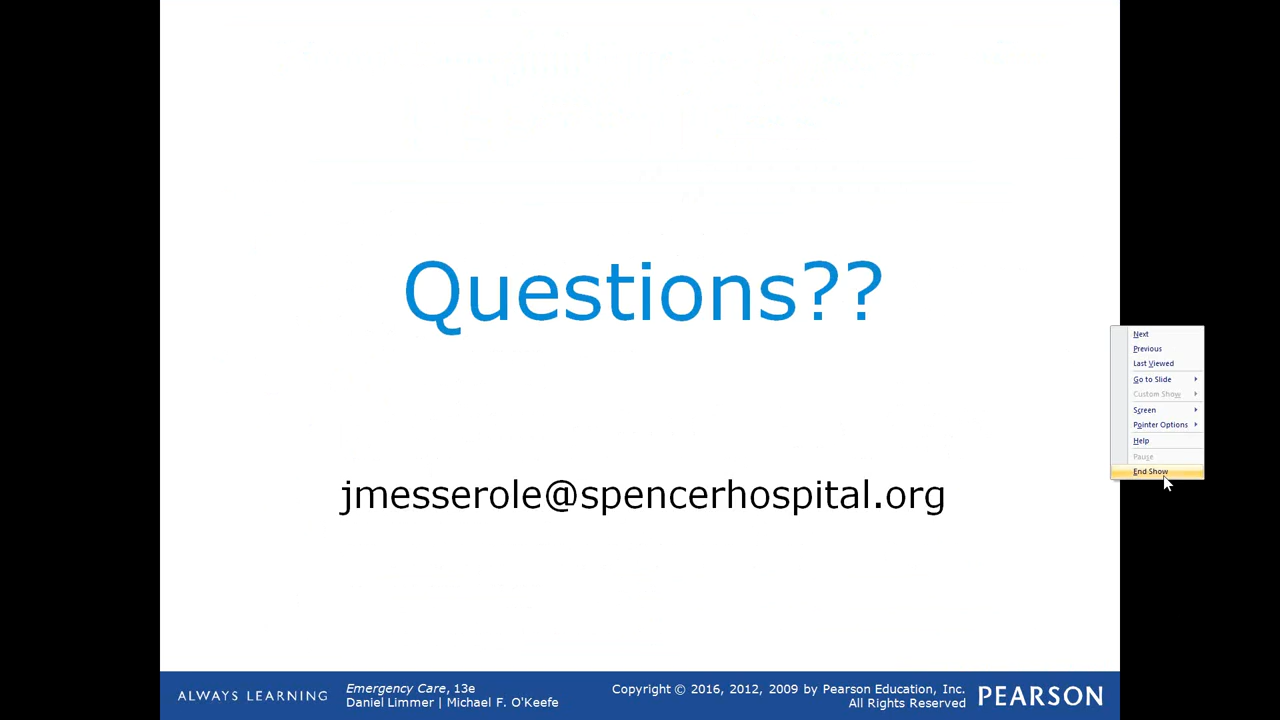 Questions??
jmesserole@spencerhospital.org
Next
Previous
Last Viewed
Go to Slide
Custom Show
Screen
Pointer Options
Help
Pause
End Show
ALWAYS LEARNING
Emergency Care, 13e
Daniel Limmer | Michael F. O'Keefe
Copyright © 2016, 2012, 2009 by Pearson Education, Inc.
All Rights Reserved
PEARSON